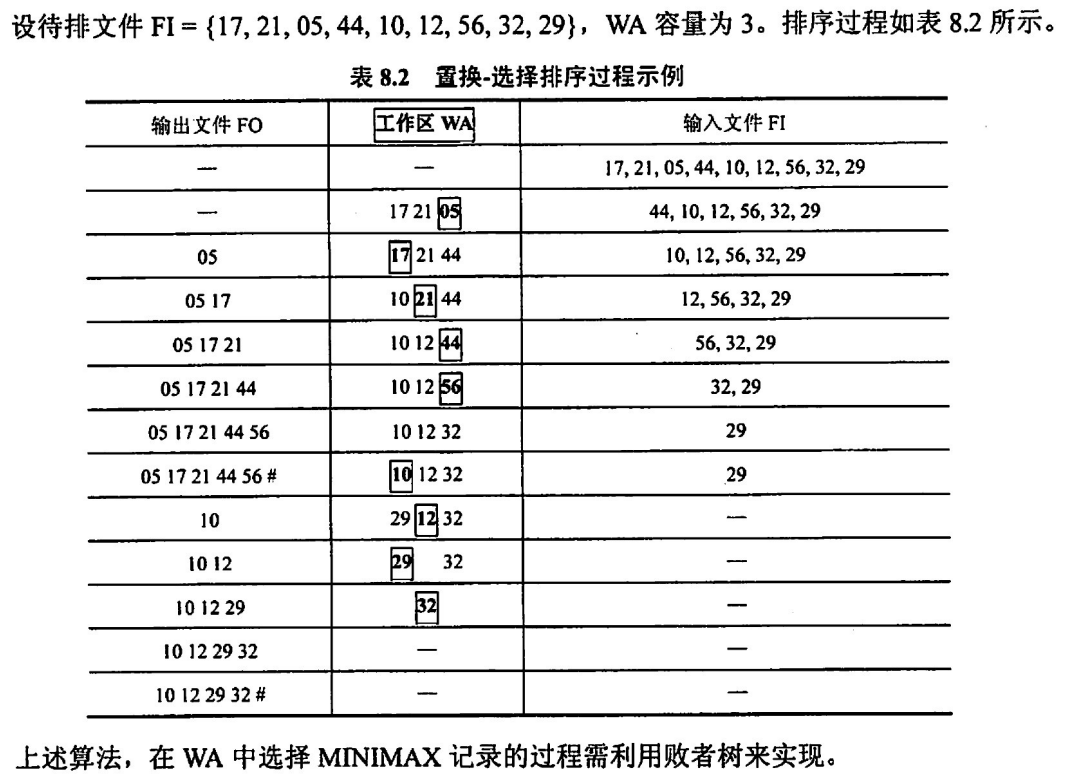 设待排文件 FI = {17, 21, 05, 44, 10, 12, 56, 32, 29}，WA 容量为 3。排序过程如表 8.2 所示。
表 8.2 置换-选择排序过程示例
输出文件 FO 工作区 WA 输入文件 FI
— — 17, 21, 05, 44, 10, 12, 56, 32, 29
— 17 21 05 44, 10, 12, 56, 32, 29
05 17 21 44 10, 12, 56, 32, 29
05 17 10 21 44 12, 56, 32, 29
05 17 21 10 12 44 56, 32, 29
05 17 21 44 10 12 56 32, 29
05 17 21 44 56 10 12 32 29
05 17 21 44 56 # 10 12 32 29
10 29 12 32 —
10 12 29 32 —
10 12 29 32 —
10 12 29 32 — —
10 12 29 32 # — —
上述算法，在 WA 中选择 MINIMAX 记录的过程需利用败者树来实现。